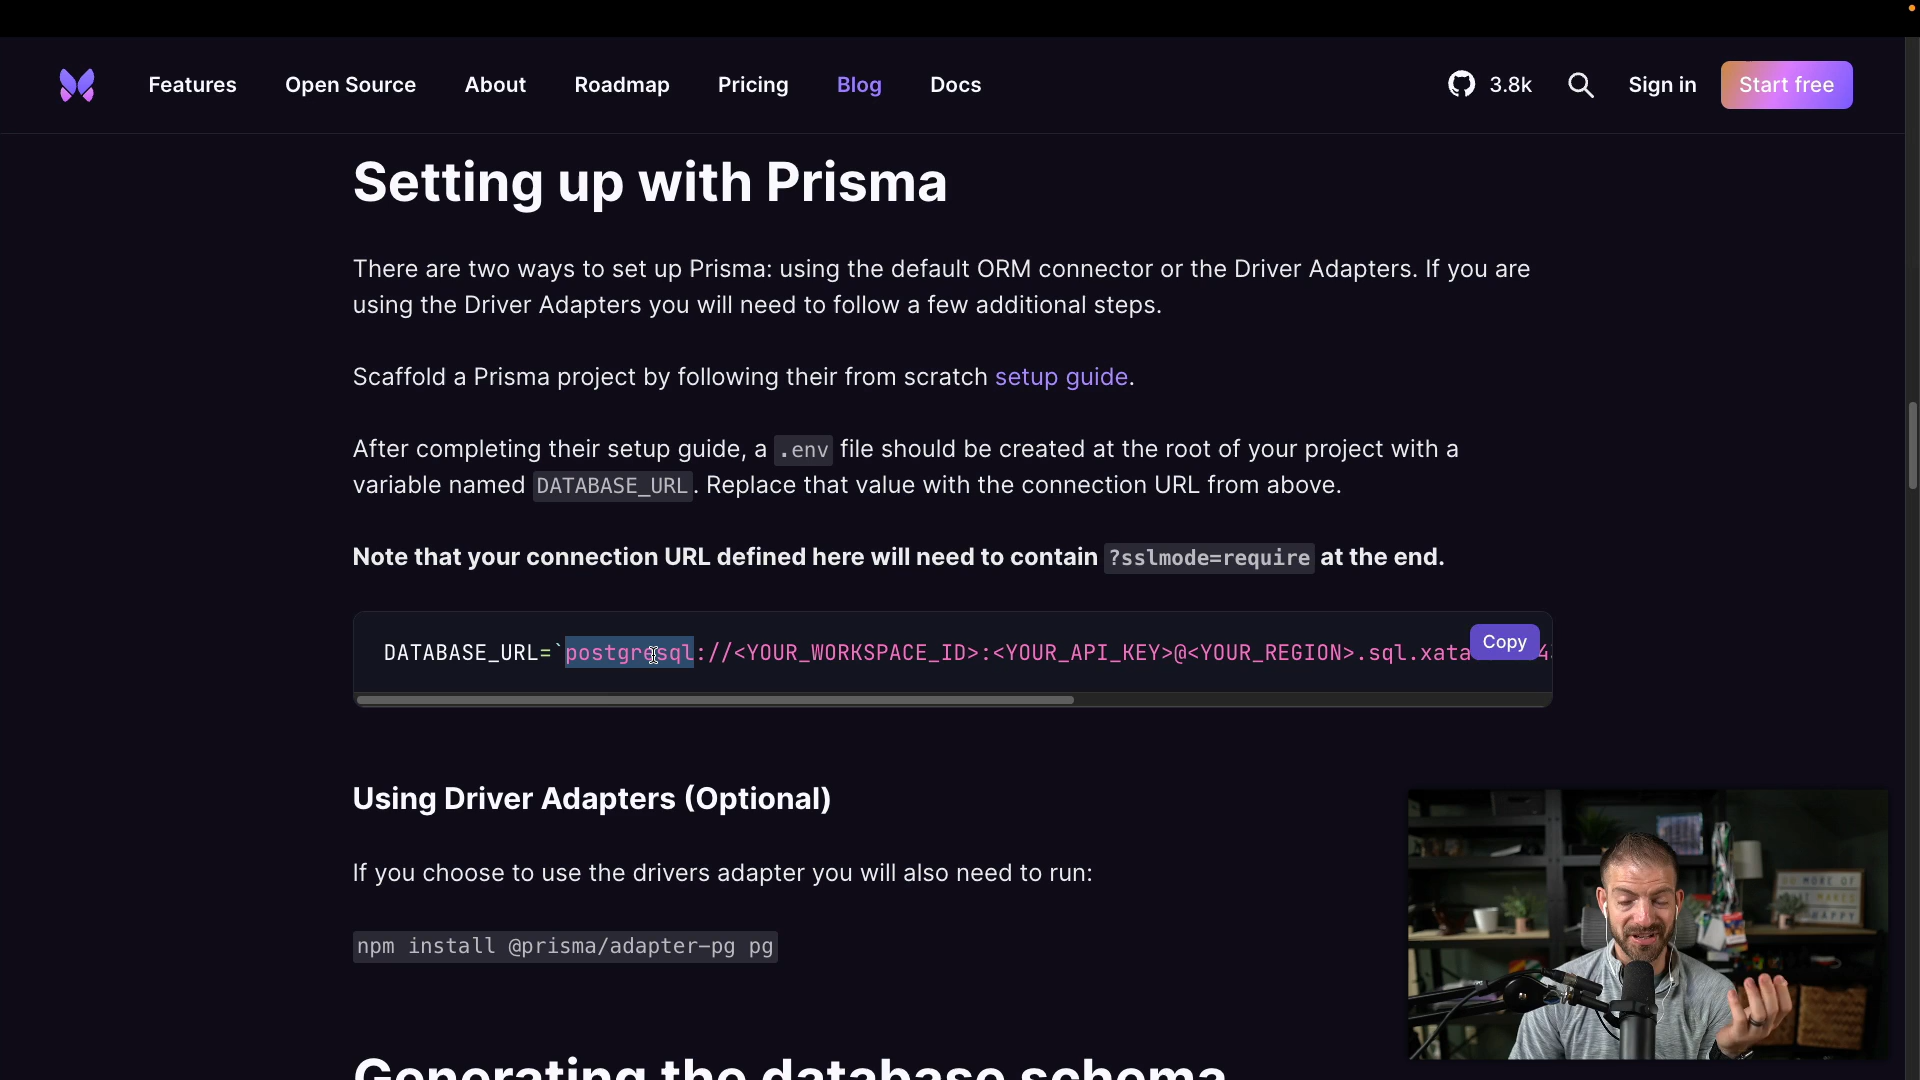 Features Open Source About Roadmap Pricing Blog Docs 3.8k Sign in Start free
Setting up with Prisma
There are two ways to set up Prisma: using the default ORM connector or the Driver Adapters. If you are
using the Driver Adapters you will need to follow a few additional steps.
Scaffold a Prisma project by following their from scratch setup guide.
After completing their setup guide, a .env file should be created at the root of your project with a
variable named DATABASE_URL. Replace that value with the connection URL from above.
Note that your connection URL defined here will need to contain ?sslmode=require at the end.
Copy
DATABASE_URL=`postgresql://<YOUR_WORKSPACE_ID>:<YOUR_API_KEY>@<YOUR_REGION>.sql.xata
Using Driver Adapters (Optional)
If you choose to use the drivers adapter you will also need to run:
DO MORE OF
WHAT MAKES
HAPPY
npm install @prisma/adapter-pg pg
Generating the database schema